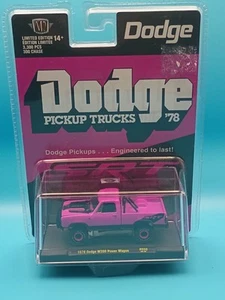 M2
Dodge
LIMITED EDITION 14+
EDITION LIMITEE
Dodge
PICKUP TRUCKS '78
Dodge Pickups . . . Engineered to last!
1978 Dodge W200 Power Wagon